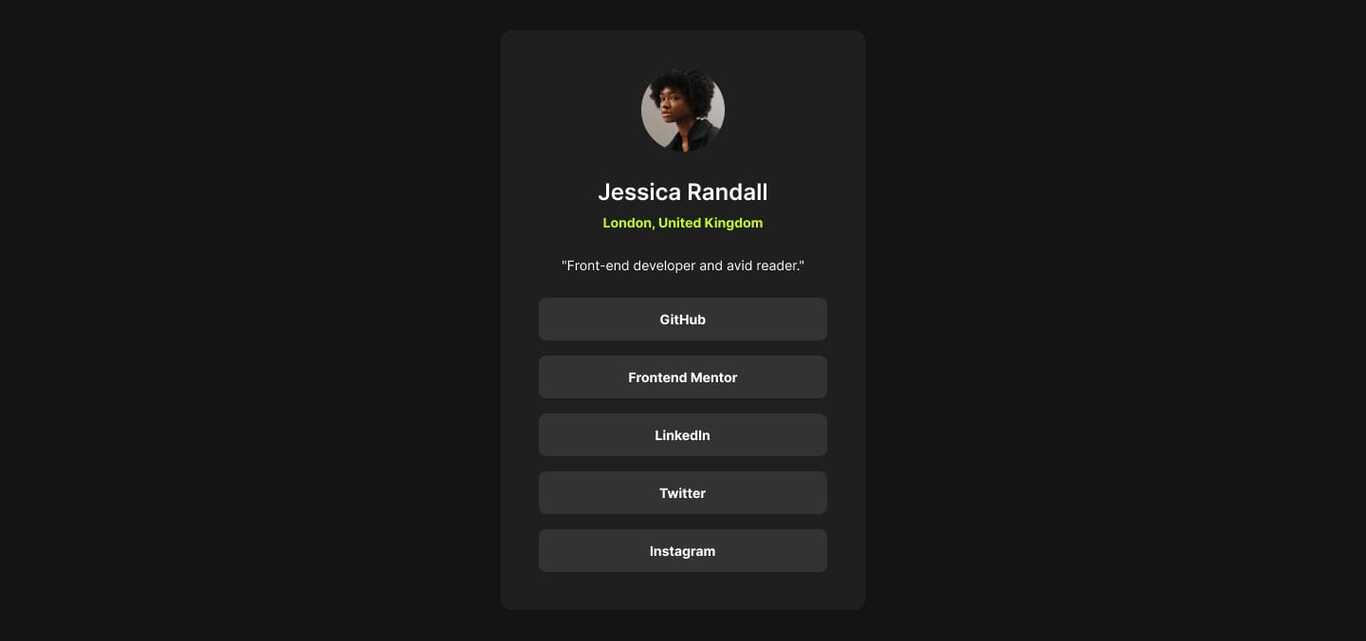 Jessica Randall
London, United Kingdom
"Front-end developer and avid reader."
GitHub
Frontend Mentor
LinkedIn
Twitter
Instagram